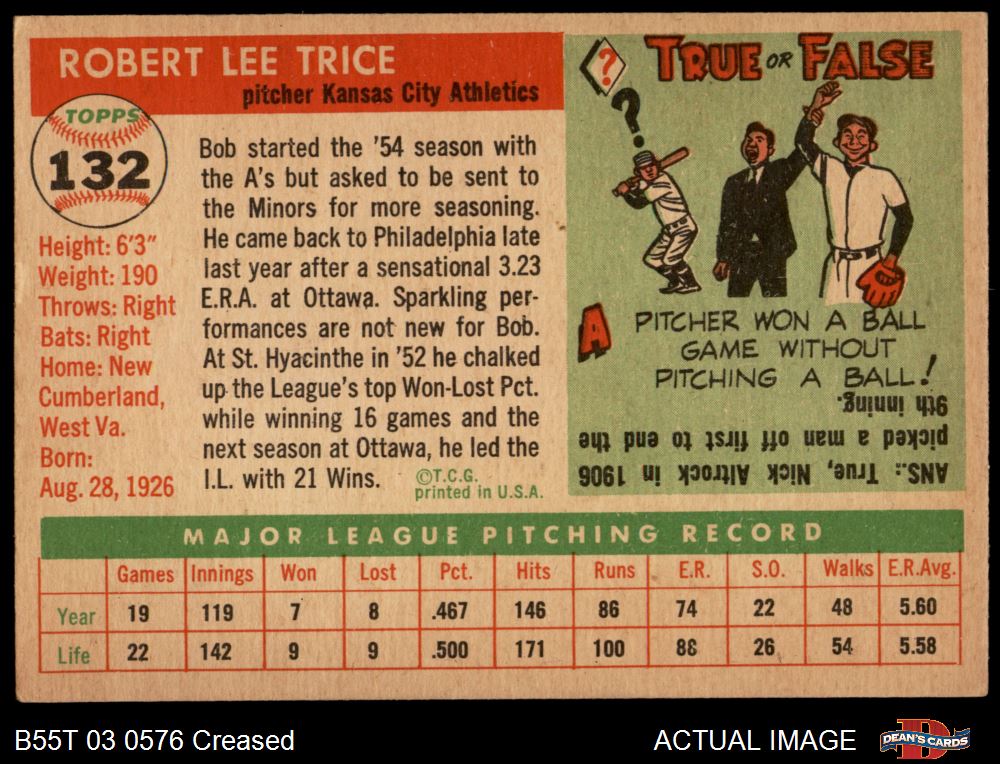 ROBERT LEE TRICE
pitcher Kansas City Athletics
TOPPS
132
Height: 6'3"
Weight: 190
Throws: Right
Bats: Right
Home: New
Cumberland,
West Va.
Born:
Aug. 28, 1926
Bob started the '54 season with
the A's but asked to be sent to
the Minors for more seasoning.
He came back to Philadelphia late
last year after a sensational 3.23
E.R.A. at Ottawa. Sparkling per-
formances are not new for Bob.
At St. Hyacinthe in '52 he chalked
up the League's top Won-Lost Pct.
while winning 16 games and the
next season at Ottawa, he led the
I.L. with 21 Wins.
©T.C.G.
printed in U.S.A.
?
TRUE OR FALSE
?
A PITCHER WON A BALL
GAME WITHOUT
PITCHING A BALL!
ANS.: True, Nick Altrock in 1906
picked a man off first to end the
9th inning.
MAJOR LEAGUE PITCHING RECORD
Games Innings Won Lost Pct. Hits Runs E.R. S.O. Walks E.R.Avg.
Year 19 119 7 8 .467 146 86 74 22 48 5.60
Life 22 142 9 9 .500 171 100 88 26 54 5.58
B55T 03 0576 Creased
ACTUAL IMAGE
D
DEAN'S CARDS